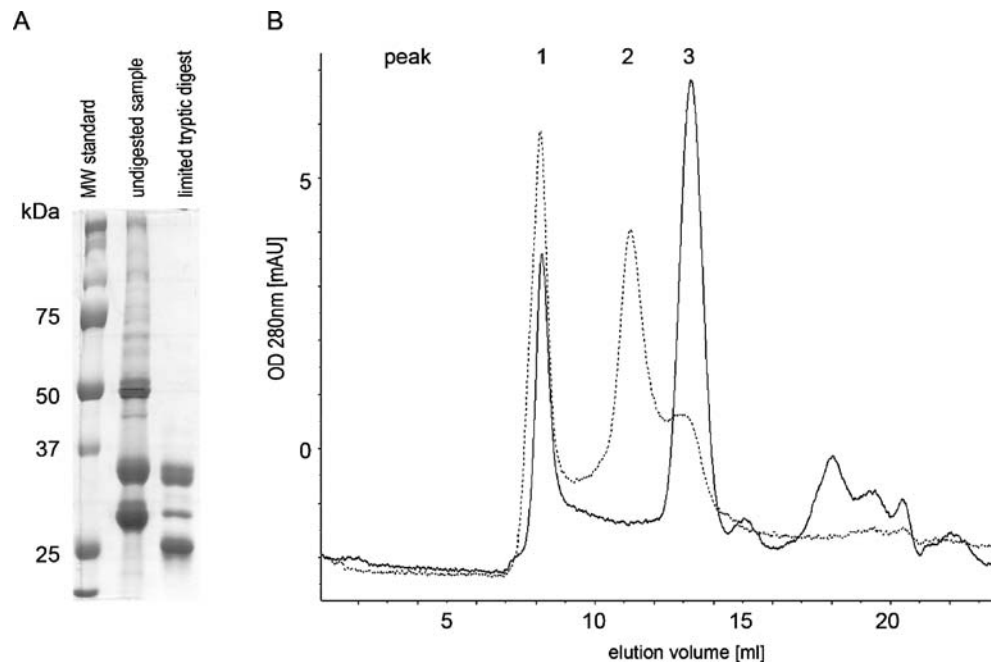 A
MW standard
undigested sample
limited tryptic digest
kDa
75
50
37
25
B
peak 1 2 3
OD 280nm [mAU]
5
0
5 10 15 20
elution volume [ml]